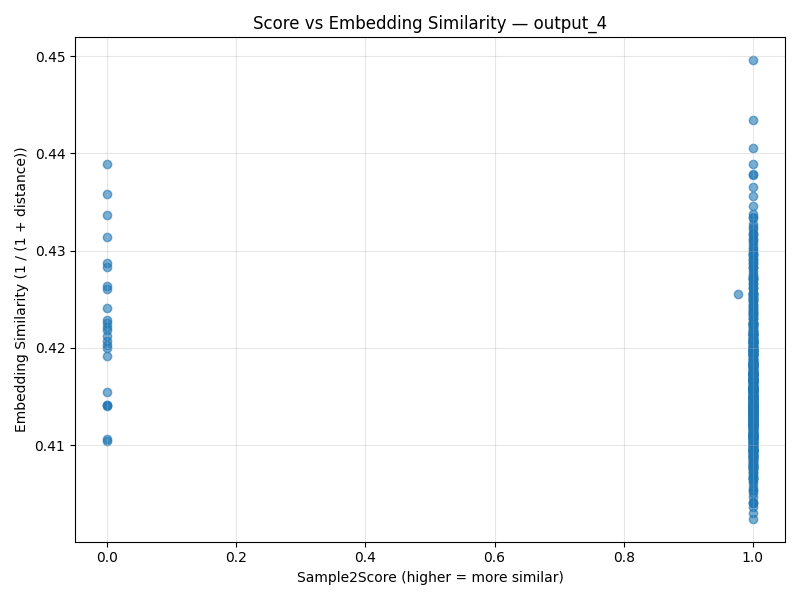 Score vs Embedding Similarity — output_4
Embedding Similarity (1 / (1 + distance))
0.45
0.44
0.43
0.42
0.41
0.0 0.2 0.4 0.6 0.8 1.0
Sample2Score (higher = more similar)